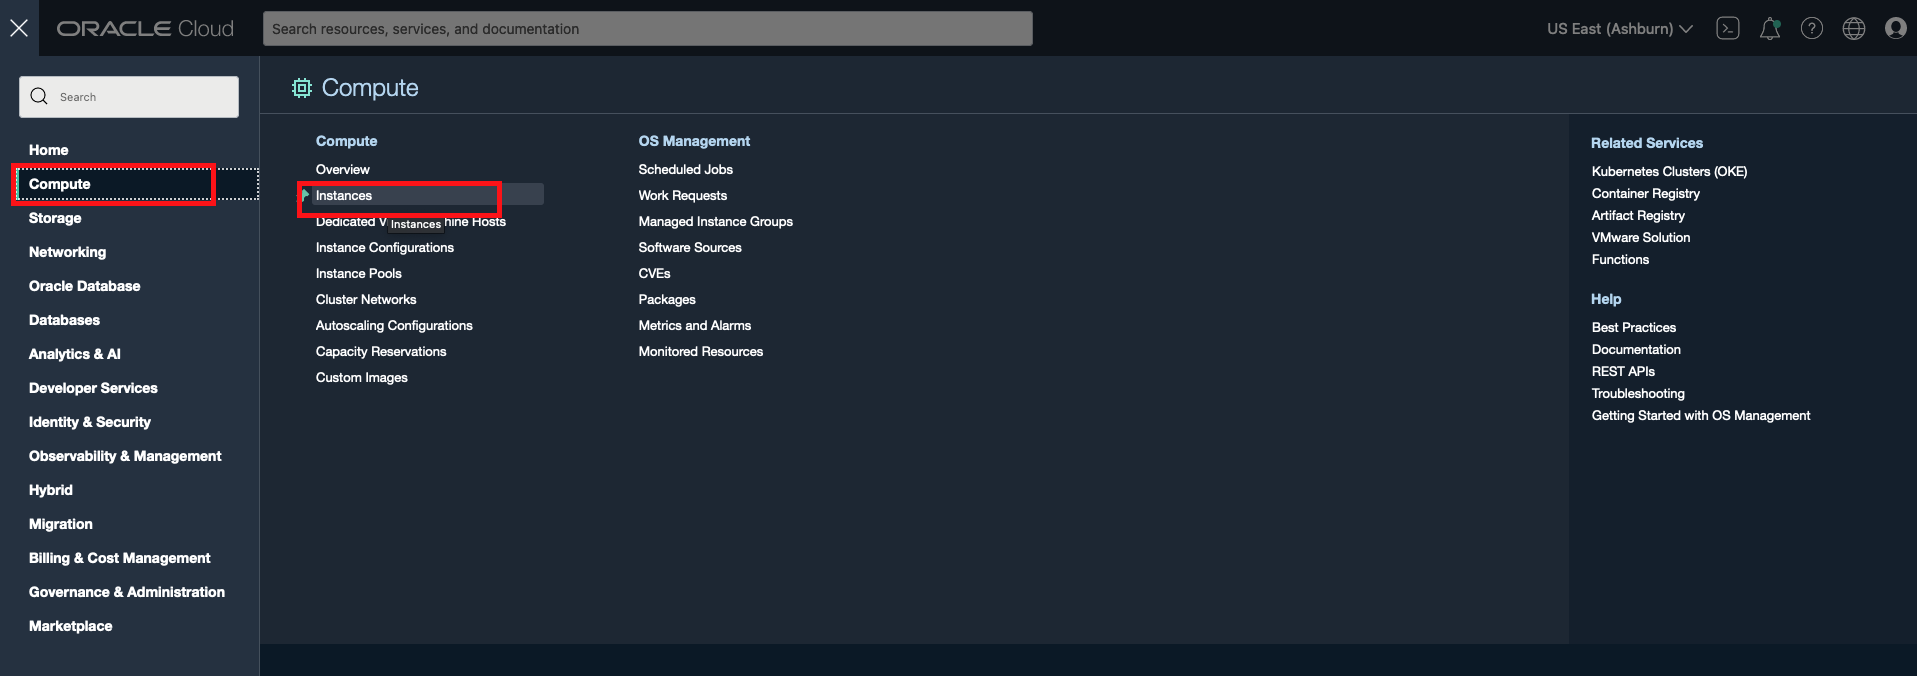 ORACLE Cloud
Search resources, services, and documentation
US East (Ashburn)
Search
Home
Compute
Storage
Networking
Oracle Database
Databases
Analytics & AI
Developer Services
Identity & Security
Observability & Management
Hybrid
Migration
Billing & Cost Management
Governance & Administration
Marketplace
Compute
Compute
Overview
Instances
Dedicated V
hine Hosts
Instances
Instance Configurations
Instance Pools
Cluster Networks
Autoscaling Configurations
Capacity Reservations
Custom Images
OS Management
Scheduled Jobs
Work Requests
Managed Instance Groups
Software Sources
CVEs
Packages
Metrics and Alarms
Monitored Resources
Related Services
Kubernetes Clusters (OKE)
Container Registry
Artifact Registry
VMware Solution
Functions
Help
Best Practices
Documentation
REST APIs
Troubleshooting
Getting Started with OS Management